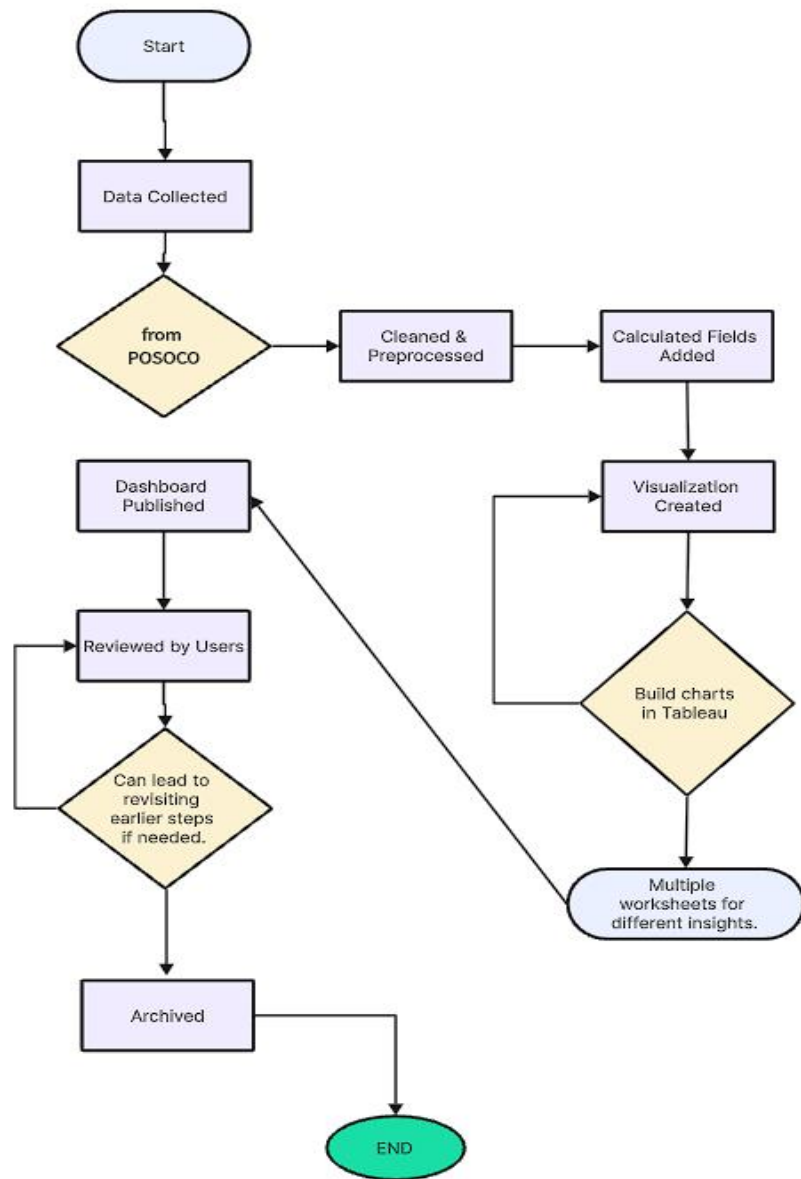 Start
Data Collected
from
POSOCO
Cleaned &
Preprocessed
Calculated Fields
Added
Visualization
Created
Build charts
in Tableau
Multiple
worksheets for
different insights.
Dashboard
Published
Reviewed by Users
Can lead to
revisiting
earlier steps
if needed.
Archived
END